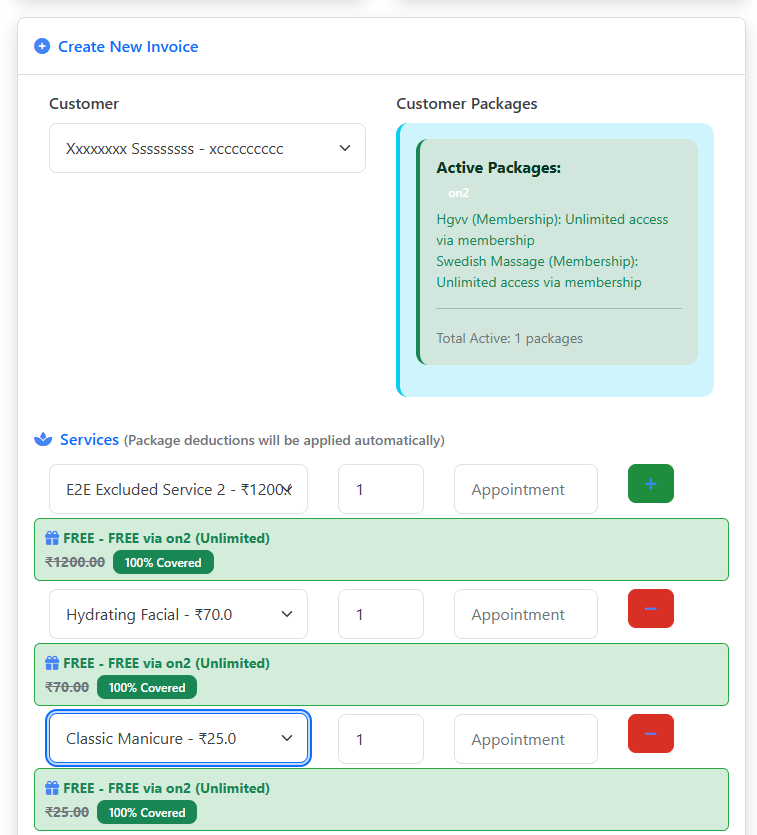 Create New Invoice
Customer
Xxxxxxxx Sssssssss - xccccccccc
Customer Packages
Active Packages:
on2
Hgvv (Membership): Unlimited access
via membership
Swedish Massage (Membership):
Unlimited access via membership
Total Active: 1 packages
Services (Package deductions will be applied automatically)
E2E Excluded Service 2 - ₹1200.
1
Appointment
+
FREE - FREE via on2 (Unlimited)
₹1200.00
100% Covered
Hydrating Facial - ₹70.0
1
Appointment
−
FREE - FREE via on2 (Unlimited)
₹70.00
100% Covered
Classic Manicure - ₹25.0
1
Appointment
−
FREE - FREE via on2 (Unlimited)
₹25.00
100% Covered